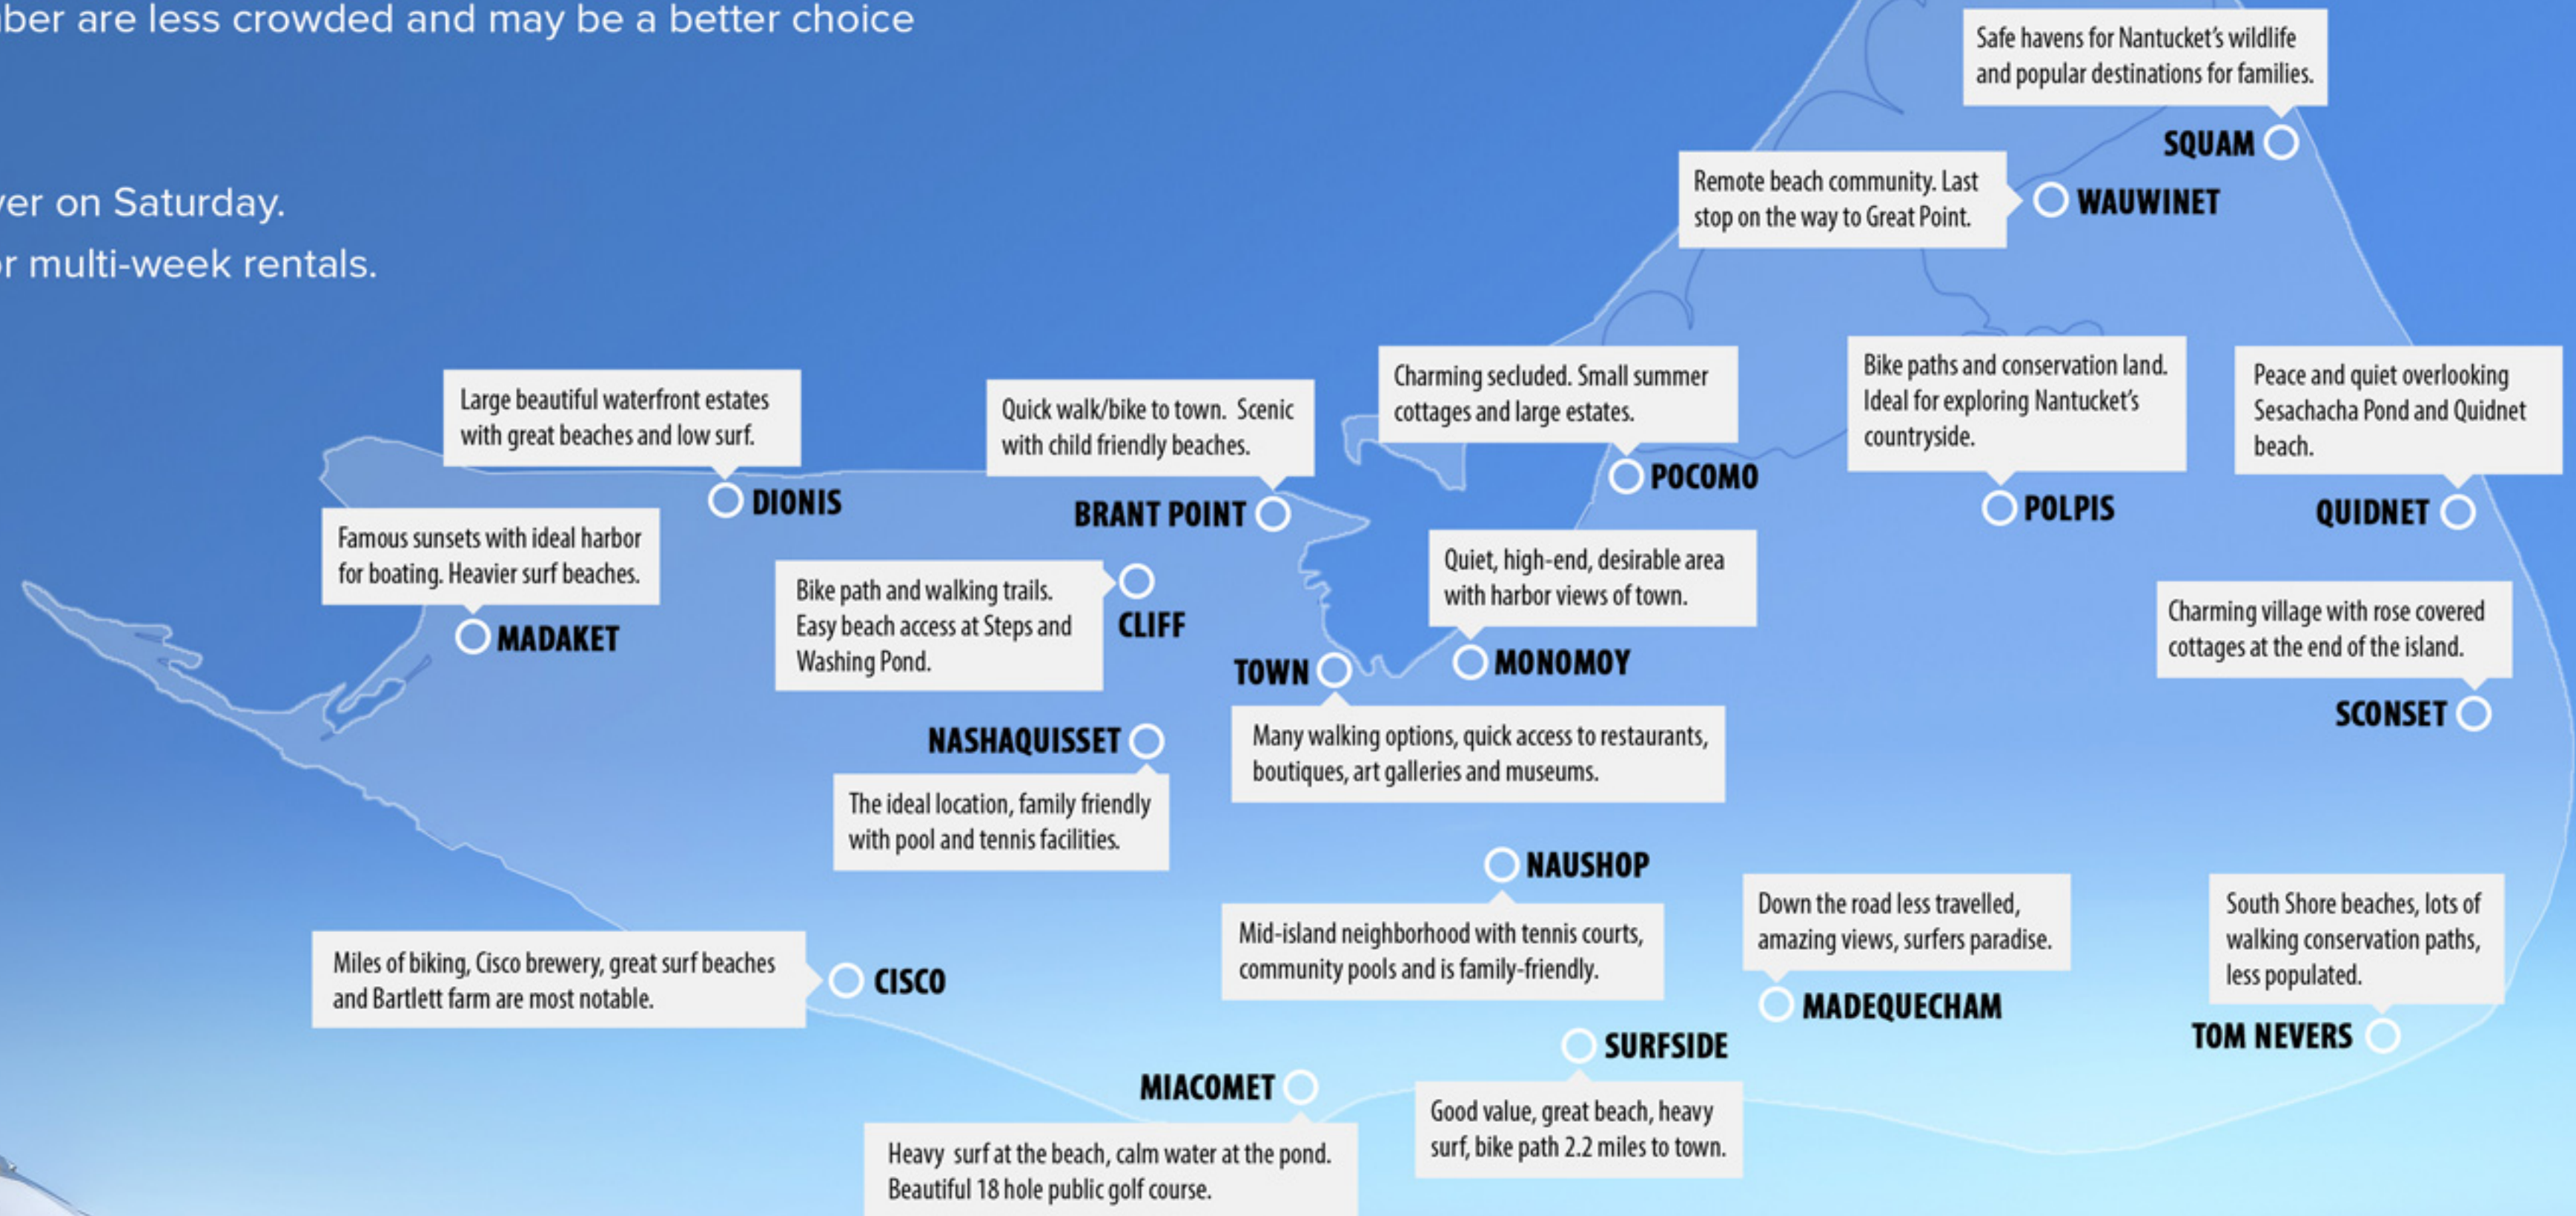 ber are less crowded and may be a better choice
Safe havens for Nantucket's wildlife
and popular destinations for families.
SQUAM
Remote beach community. Last
stop on the way to Great Point.
WAUWINET
ver on Saturday.
or multi-week rentals.
Large beautiful waterfront estates
with great beaches and low surf.
DIONIS
Quick walk/bike to town.  Scenic
with child friendly beaches.
BRANT POINT
Charming secluded. Small summer
cottages and large estates.
POCOMO
Bike paths and conservation land.
Ideal for exploring Nantucket's
countryside.
POLPIS
Peace and quiet overlooking
Sesachacha Pond and Quidnet
beach.
QUIDNET
Famous sunsets with ideal harbor
for boating. Heavier surf beaches.
MADAKET
Bike path and walking trails.
Easy beach access at Steps and
Washing Pond.
CLIFF
Quiet, high-end, desirable area
with harbor views of town.
MONOMOY
Charming village with rose covered
cottages at the end of the island.
SCONSET
TOWN
Many walking options, quick access to restaurants,
boutiques, art galleries and museums.
NASHAQUISSET
The ideal location, family friendly
with pool and tennis facilities.
NAUSHOP
Mid-island neighborhood with tennis courts,
community pools and is family-friendly.
Down the road less travelled,
amazing views, surfers paradise.
MADEQUECHAM
South Shore beaches, lots of
walking conservation paths,
less populated.
TOM NEVERS
Miles of biking, Cisco brewery, great surf beaches
and Bartlett farm are most notable.
CISCO
SURFSIDE
Good value, great beach, heavy
surf, bike path 2.2 miles to town.
MIACOMET
Heavy  surf at the beach, calm water at the pond.
Beautiful 18 hole public golf course.